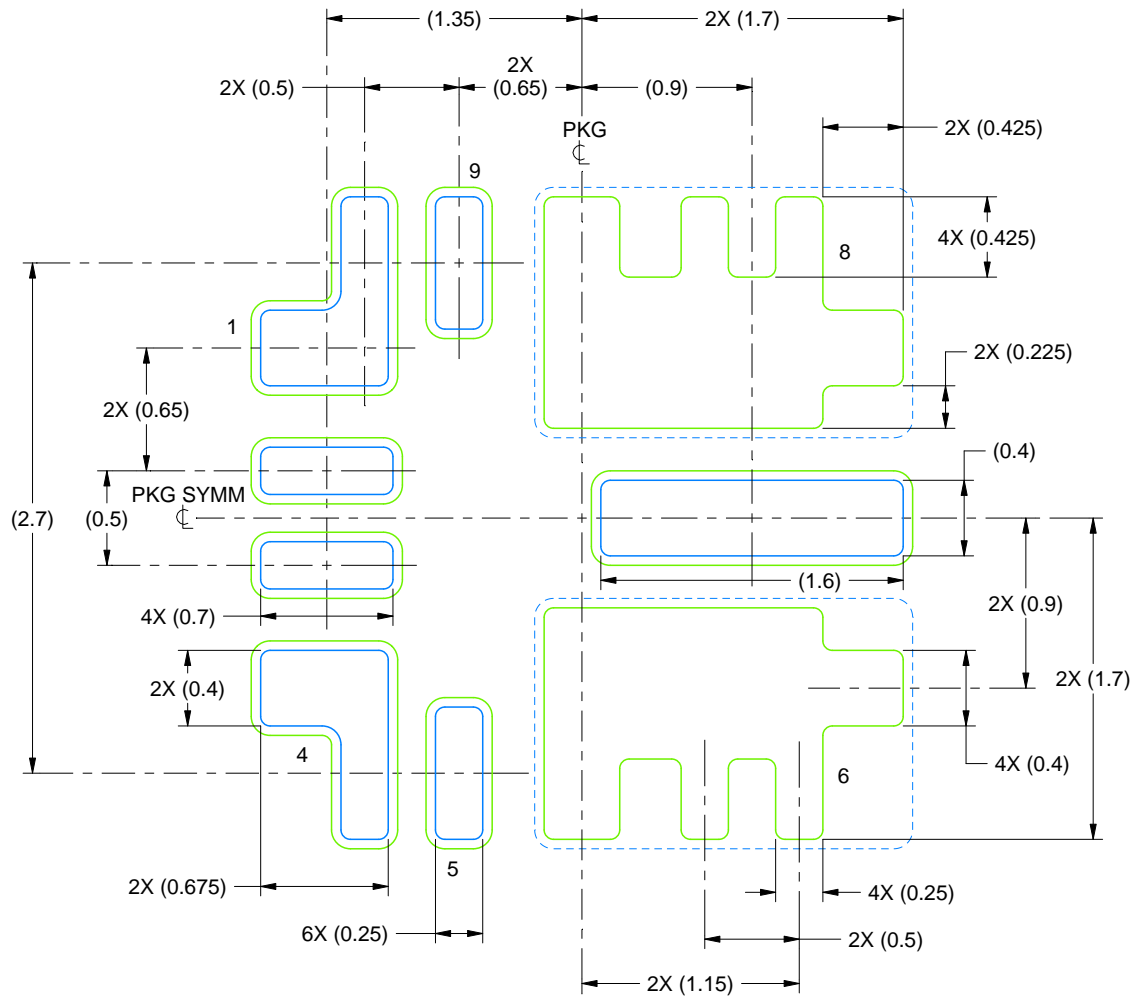 (1.35)
2X (1.7)
2X
(0.65)
2X (0.5)
(0.9)
PKG
2X (0.425)
9
4X (0.425)
8
1
2X (0.225)
2X (0.65)
(0.4)
PKG SYMM
(2.7)
(0.5)
(1.6)
4X (0.7)
2X (0.9)
2X (0.4)
2X (1.7)
4
4X (0.4)
6
5
2X (0.675)
4X (0.25)
6X (0.25)
2X (0.5)
2X (1.15)